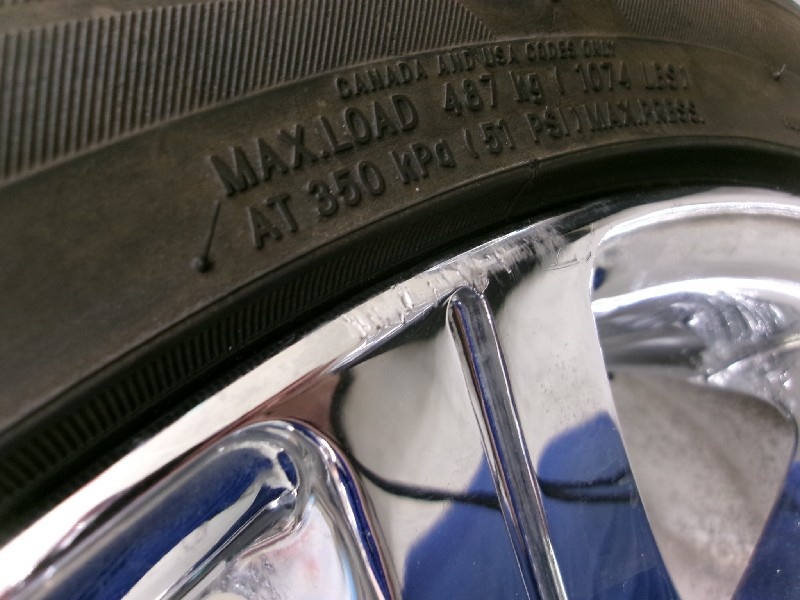 CANADA AND USA CODES ONLY
MAX.LOAD 487 kg / 1074 LBS)
AT 350 kPa (51 PSI) MAX.PRESS.